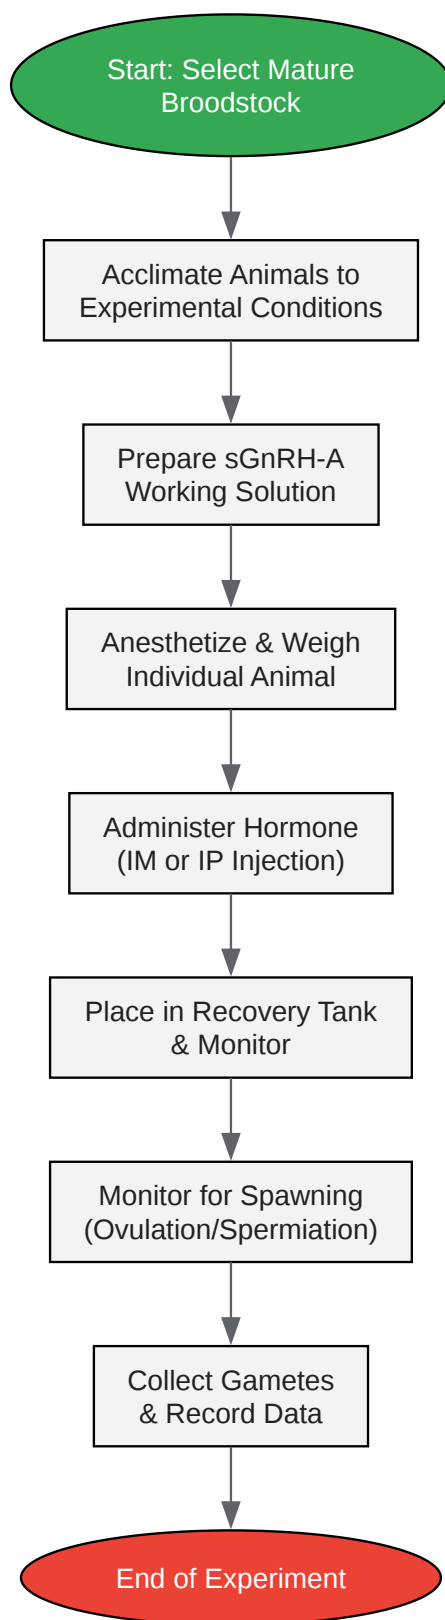 Start: Select Mature
Broodstock
Acclimate Animals to
Experimental Conditions
Prepare sGnRH-A
Working Solution
Anesthetize & Weigh
Individual Animal
Administer Hormone
(IM or IP Injection)
Place in Recovery Tank
& Monitor
Monitor for Spawning
(Ovulation/Spermiation)
Collect Gametes
& Record Data
End of Experiment